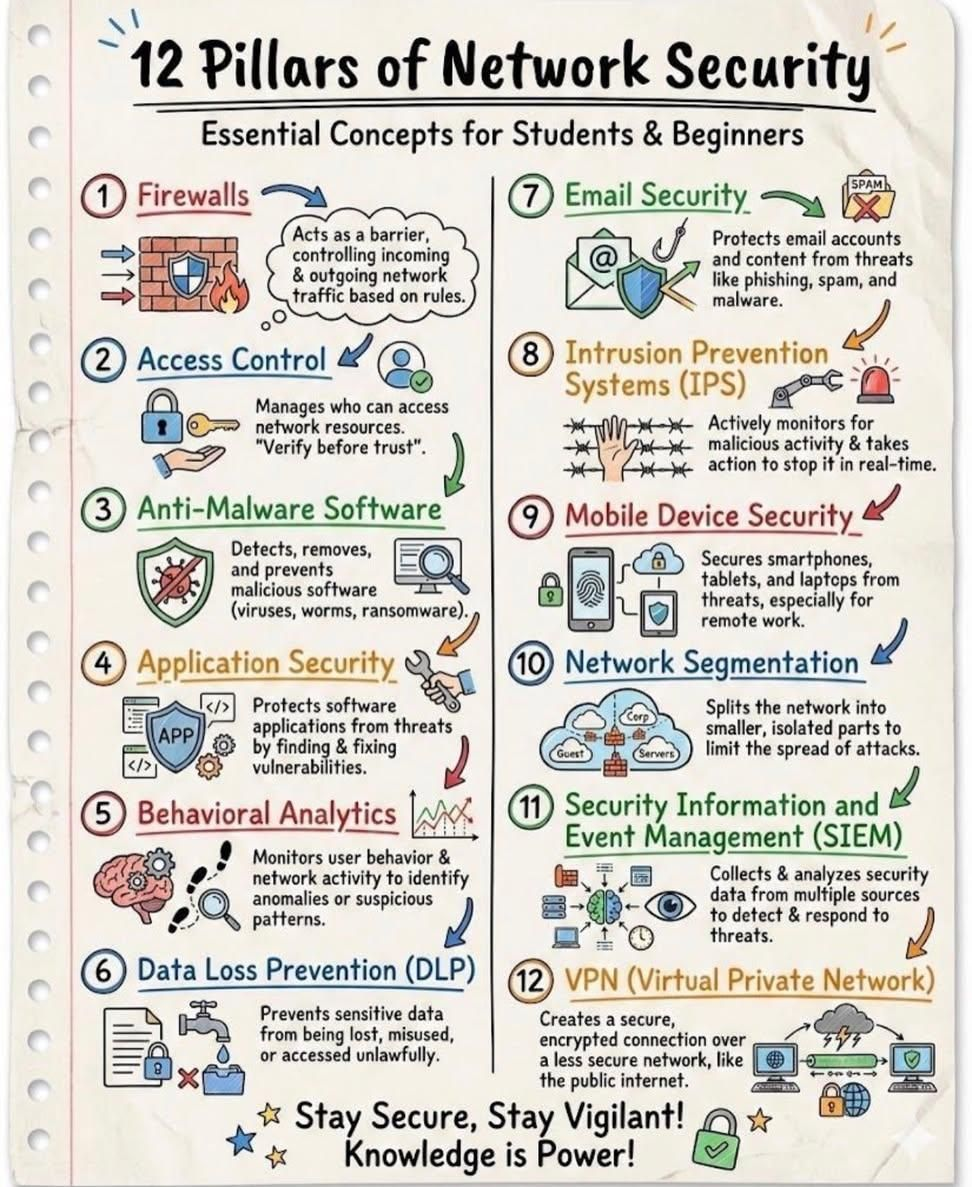 12 Pillars of Network Security
Essential Concepts for Students & Beginners
1 Firewalls
Acts as a barrier,
controlling incoming
& outgoing network
traffic based on rules.
2 Access Control
Manages who can access
network resources.
"Verify before trust".
3 Anti-Malware Software
Detects, removes,
and prevents
malicious software
(viruses, worms, ransomware).
4 Application Security
</>
APP
</>
Protects software
applications from threats
by finding & fixing
vulnerabilities.
5 Behavioral Analytics
Monitors user behavior &
network activity to identify
anomalies or suspicious
patterns.
6 Data Loss Prevention (DLP)
Prevents sensitive data
from being lost, misused,
or accessed unlawfully.
7 Email Security
SPAM
@
Protects email accounts
and content from threats
like phishing, spam, and
malware.
8 Intrusion Prevention
Systems (IPS)
Actively monitors for
malicious activity & takes
action to stop it in real-time.
9 Mobile Device Security
Secures smartphones,
tablets, and laptops from
threats, especially for
remote work.
10 Network Segmentation
Corp
Guest
Servers
Splits the network into
smaller, isolated parts to
limit the spread of attacks.
11 Security Information and
Event Management (SIEM)
Collects & analyzes security
data from multiple sources
to detect & respond to
threats.
12 VPN (Virtual Private Network)
Creates a secure,
encrypted connection over
a less secure network, like
the public internet.
Stay Secure, Stay Vigilant!
Knowledge is Power!